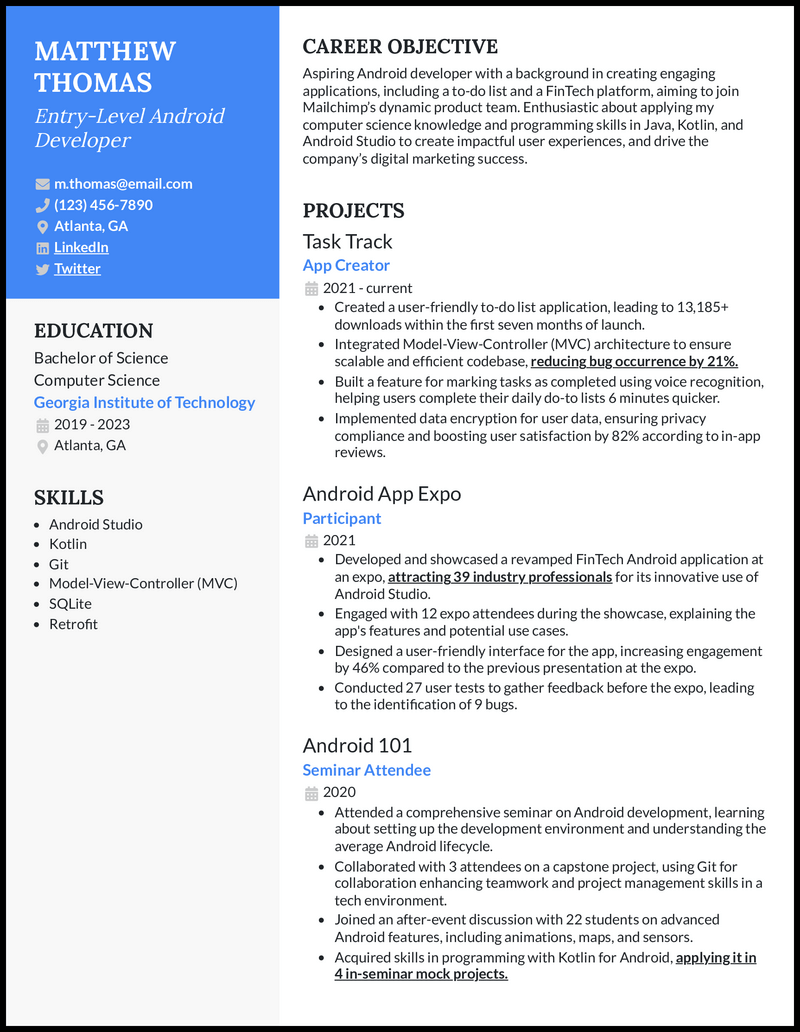 MATTHEW
THOMAS
Entry-Level Android
Developer
m.thomas@email.com
(123) 456-7890
Atlanta, GA
LinkedIn
Twitter
EDUCATION
Bachelor of Science
Computer Science
Georgia Institute of Technology
2019 - 2023
Atlanta, GA
SKILLS
• Android Studio
• Kotlin
• Git
• Model-View-Controller (MVC)
• SQLite
• Retrofit
CAREER OBJECTIVE
Aspiring Android developer with a background in creating engaging
applications, including a to-do list and a FinTech platform, aiming to join
Mailchimp's dynamic product team. Enthusiastic about applying my
computer science knowledge and programming skills in Java, Kotlin, and
Android Studio to create impactful user experiences, and drive the
company's digital marketing success.
PROJECTS
Task Track
App Creator
2021 - current
• Created a user-friendly to-do list application, leading to 13,185+
downloads within the first seven months of launch.
• Integrated Model-View-Controller (MVC) architecture to ensure
scalable and efficient codebase, reducing bug occurrence by 21%.
• Built a feature for marking tasks as completed using voice recognition,
helping users complete their daily do-to lists 6 minutes quicker.
• Implemented data encryption for user data, ensuring privacy
compliance and boosting user satisfaction by 82% according to in-app
reviews.
Android App Expo
Participant
2021
• Developed and showcased a revamped FinTech Android application at
an expo, attracting 39 industry professionals for its innovative use of
Android Studio.
• Engaged with 12 expo attendees during the showcase, explaining the
app's features and potential use cases.
• Designed a user-friendly interface for the app, increasing engagement
by 46% compared to the previous presentation at the expo.
• Conducted 27 user tests to gather feedback before the expo, leading
to the identification of 9 bugs.
Android 101
Seminar Attendee
2020
• Attended a comprehensive seminar on Android development, learning
about setting up the development environment and understanding the
average Android lifecycle.
• Collaborated with 3 attendees on a capstone project, using Git for
collaboration enhancing teamwork and project management skills in a
tech environment.
• Joined an after-event discussion with 22 students on advanced
Android features, including animations, maps, and sensors.
• Acquired skills in programming with Kotlin for Android, applying it in
4 in-seminar mock projects.